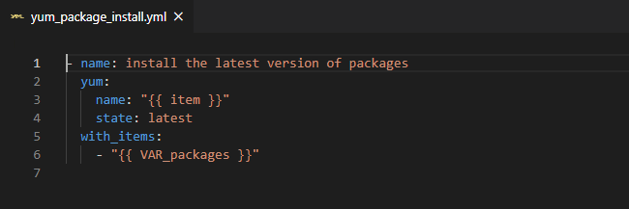 yum_package_install.yml ×
1 - name: install the latest version of packages
2 yum:
3 name: "{{ item }}"
4 state: latest
5 with_items:
6 - "{{ VAR_packages }}"
7